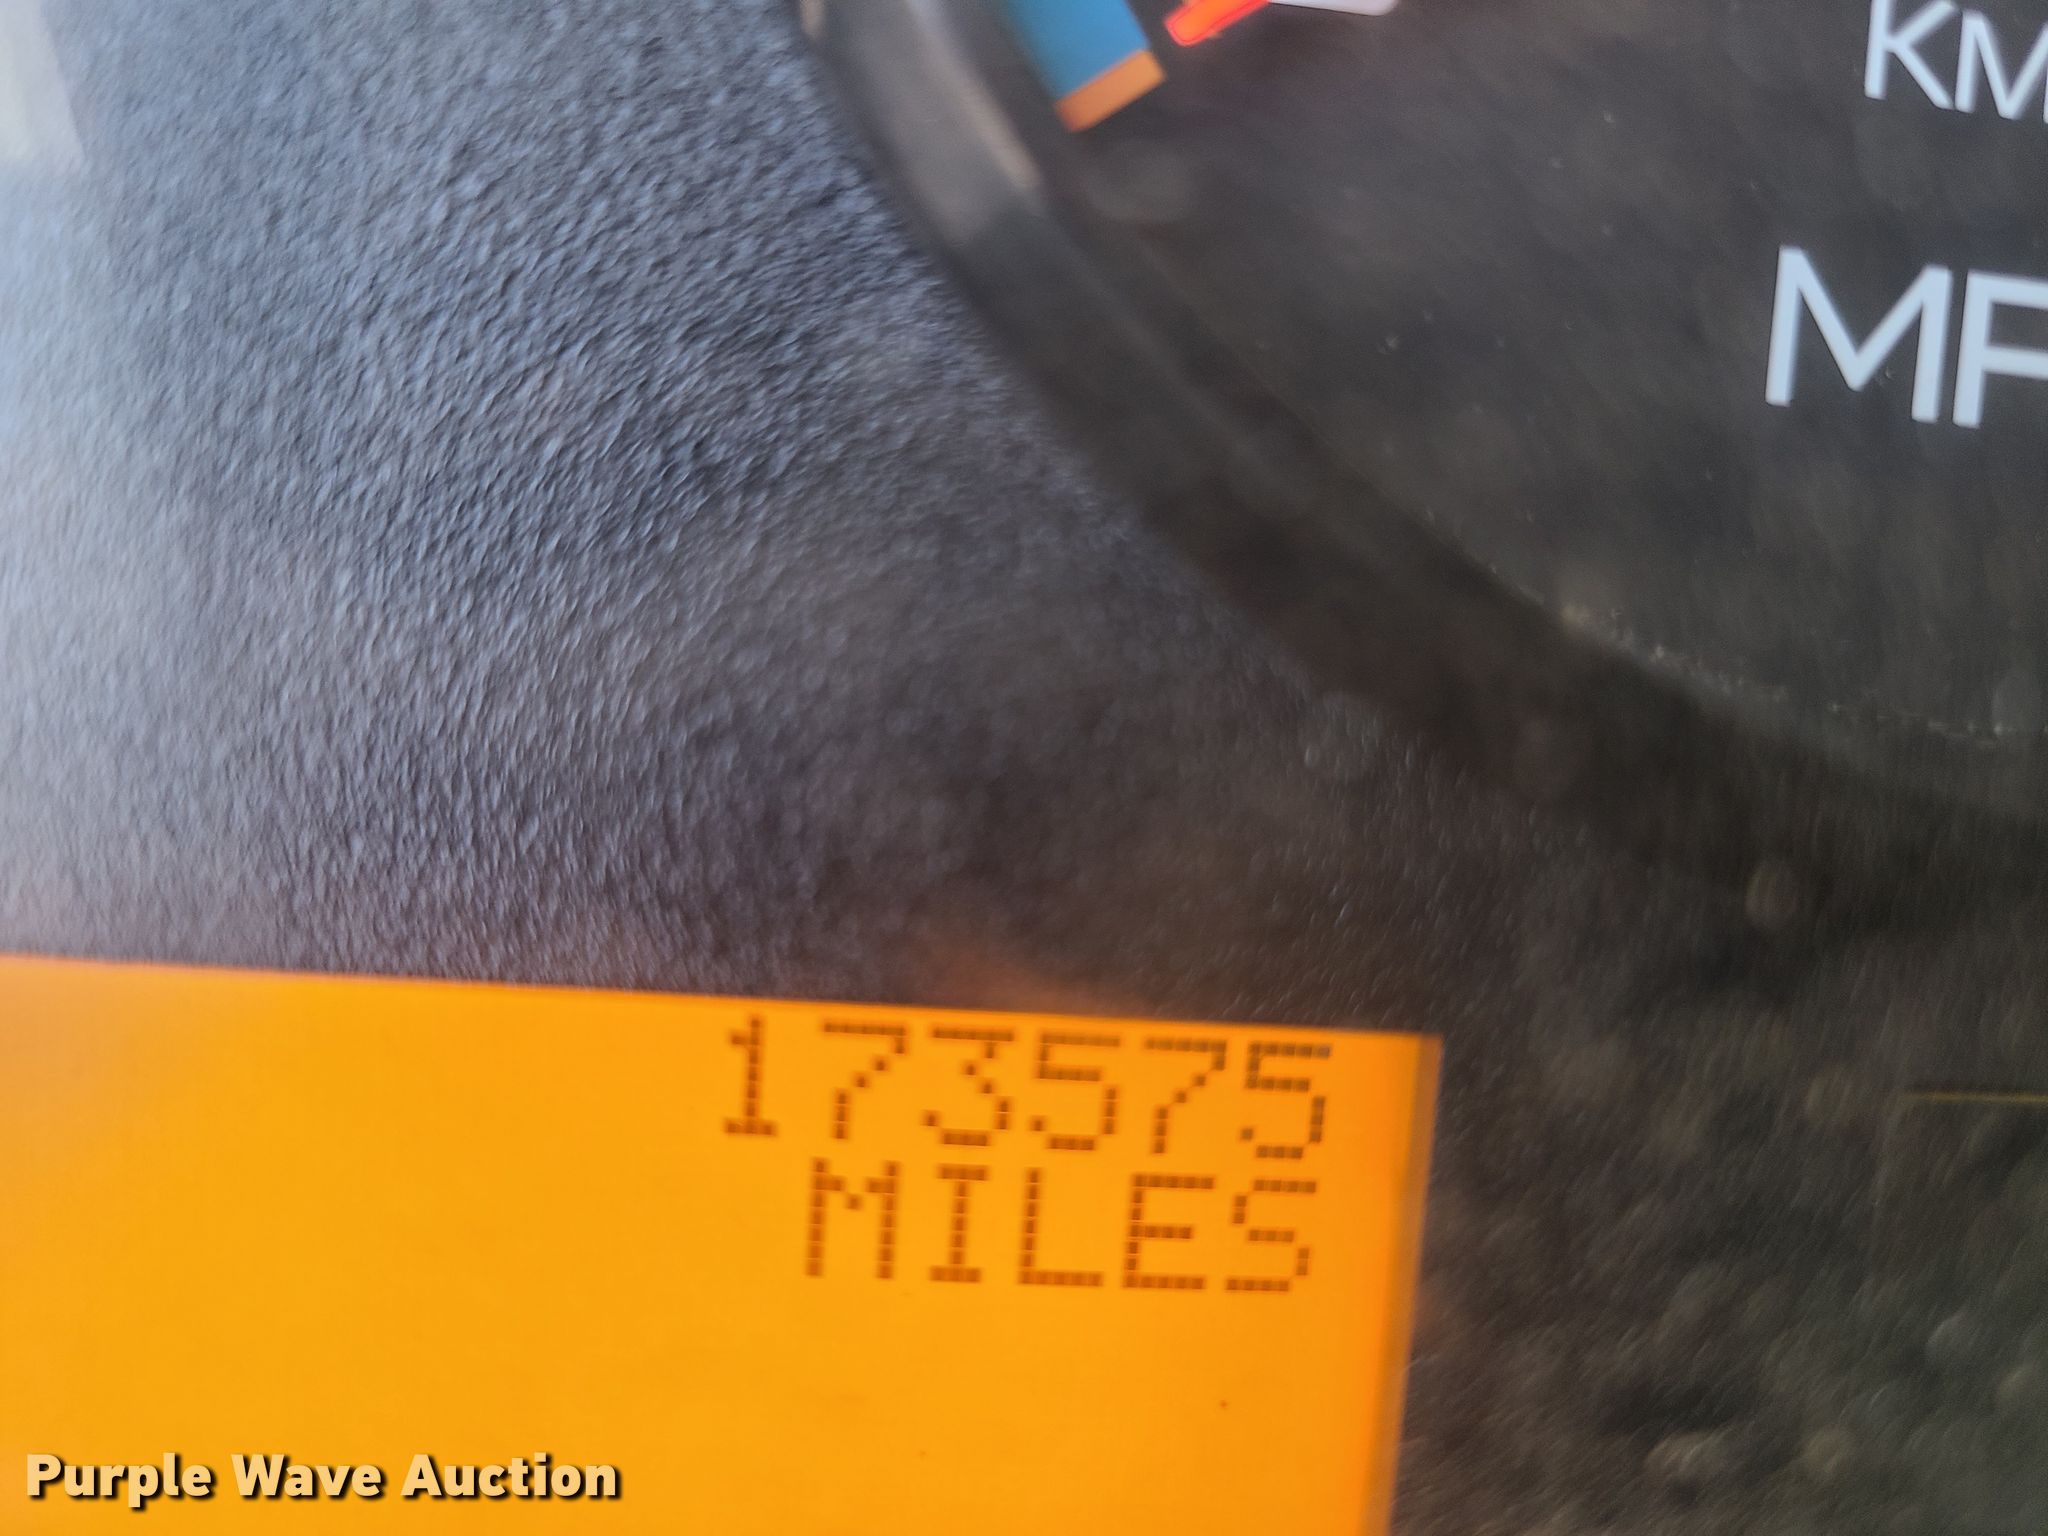 KM
MP
173575
MILES
Purple Wave Auction